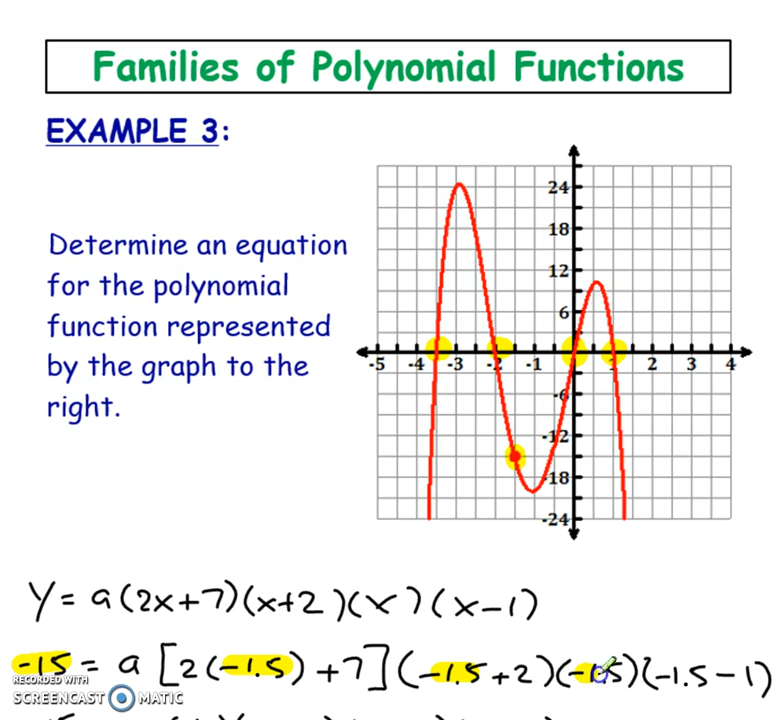 Families of Polynomial Functions
EXAMPLE 3:
Determine an equation
for the polynomial
function represented
by the graph to the
right.
24
18
12
6
-5 -4 -3 -2 -1 1 2 3 4
-6
-12
-18
-24
y = a(2x+7)(x+2)(x)(x-1)
-15 = a [2(-1.5)+7](-1.5+2)(-1.5)(-1.5-1)
RECORDED WITH
SCREENCAST MATIC